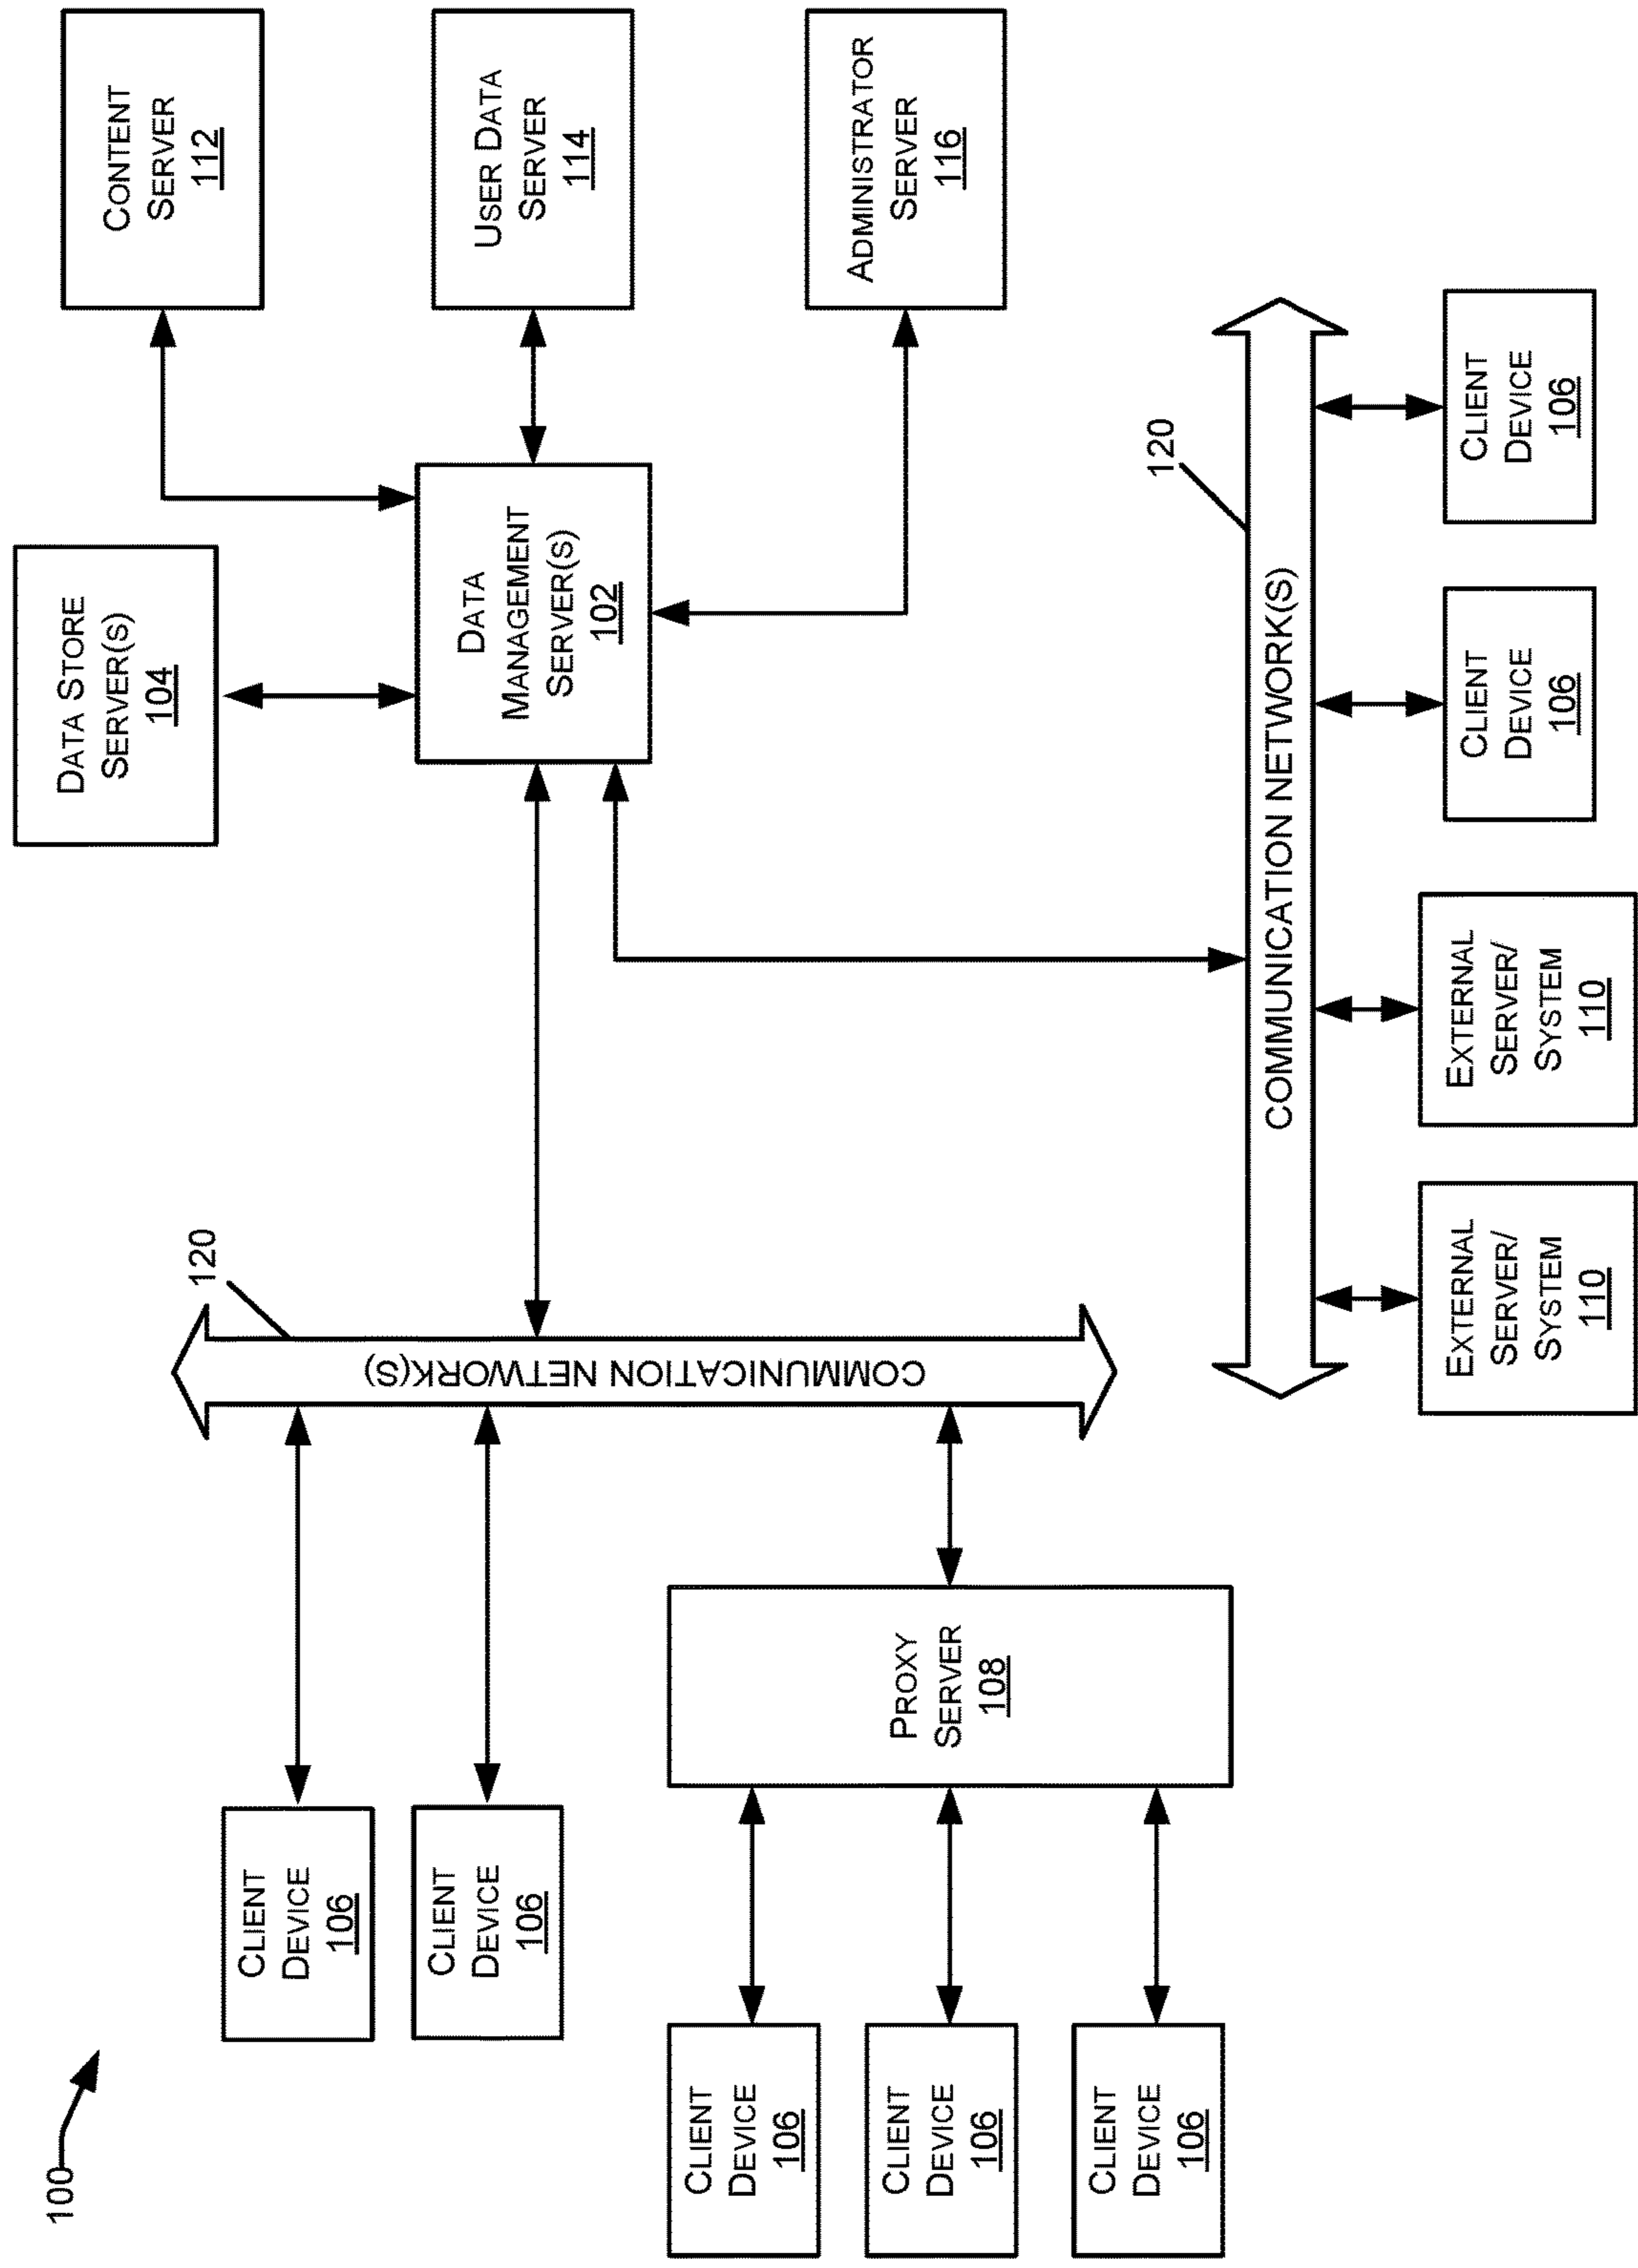 100
CLIENT
DEVICE
106
CLIENT
DEVICE
106
CLIENT
DEVICE
106
CLIENT
DEVICE
106
CLIENT
DEVICE
106
PROXY
SERVER
108
120
COMMUNICATION NETWORK(S)
DATA STORE
SERVER(S)
104
DATA
MANAGEMENT
SERVER(S)
102
CONTENT
SERVER
112
USER DATA
SERVER
114
ADMINISTRATOR
SERVER
116
120
COMMUNICATION NETWORK(S)
EXTERNAL
SERVER/
SYSTEM
110
EXTERNAL
SERVER/
SYSTEM
110
CLIENT
DEVICE
106
CLIENT
DEVICE
106